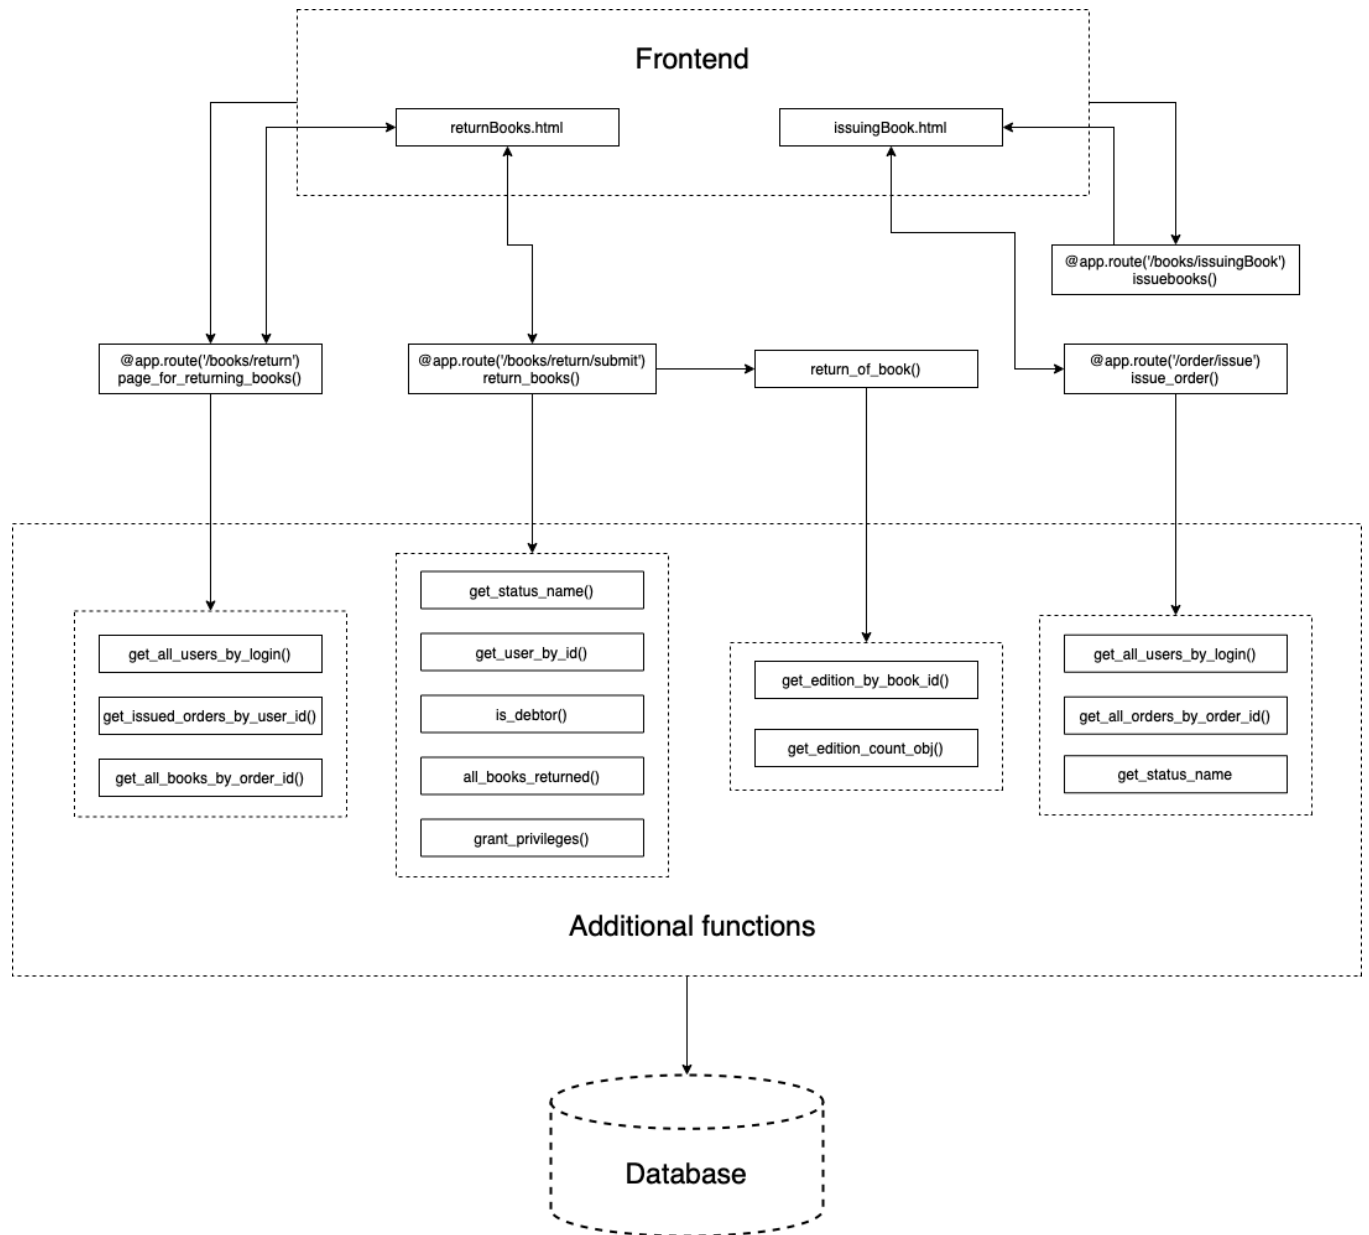 Frontend
returnBooks.html
issuingBook.html
@app.route('/books/issuingBook')
issuebooks()
@app.route('/books/return')
page_for_returning_books()
@app.route('/books/return/submit')
return_books()
return_of_book()
@app.route('/order/issue')
issue_order()
get_all_users_by_login()
get_issued_orders_by_user_id()
get_all_books_by_order_id()
get_status_name()
get_user_by_id()
is_debtor()
all_books_returned()
grant_privileges()
get_edition_by_book_id()
get_edition_count_obj()
get_all_users_by_login()
get_all_orders_by_order_id()
get_status_name
Additional functions
Database